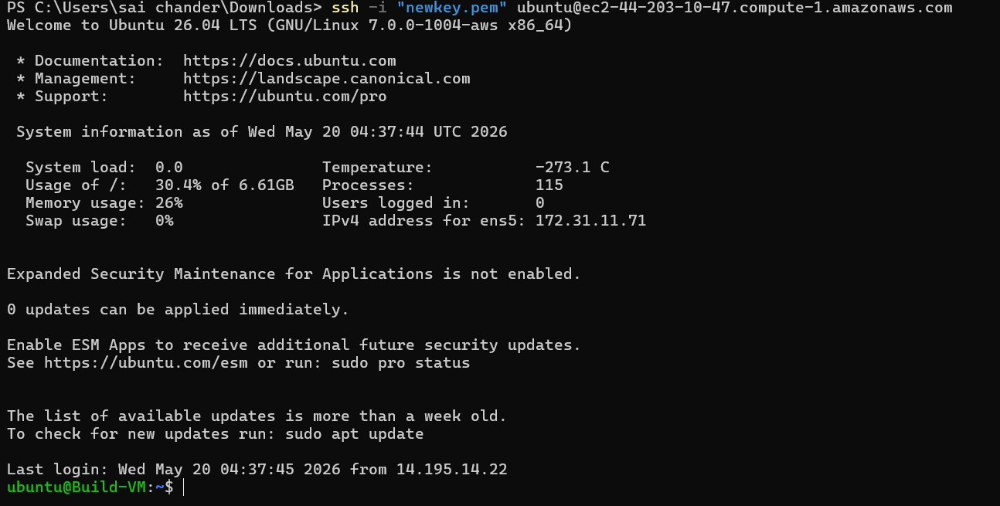 PS C:\Users\sai chander\Downloads> ssh -i "newkey.pem" ubuntu@ec2-44-203-10-47.compute-1.amazonaws.com
Welcome to Ubuntu 26.04 LTS (GNU/Linux 7.0.0-1004-aws x86_64)

 * Documentation:  https://docs.ubuntu.com
 * Management:     https://landscape.canonical.com
 * Support:        https://ubuntu.com/pro

 System information as of Wed May 20 04:37:44 UTC 2026

  System load:  0.0               Temperature:           -273.1 C
  Usage of /:   30.4% of 6.61GB   Processes:             115
  Memory usage: 26%               Users logged in:       0
  Swap usage:   0%                IPv4 address for ens5: 172.31.11.71


Expanded Security Maintenance for Applications is not enabled.

0 updates can be applied immediately.

Enable ESM Apps to receive additional future security updates.
See https://ubuntu.com/esm or run: sudo pro status


The list of available updates is more than a week old.
To check for new updates run: sudo apt update

Last login: Wed May 20 04:37:45 2026 from 14.195.14.22
ubuntu@Build-VM:~$